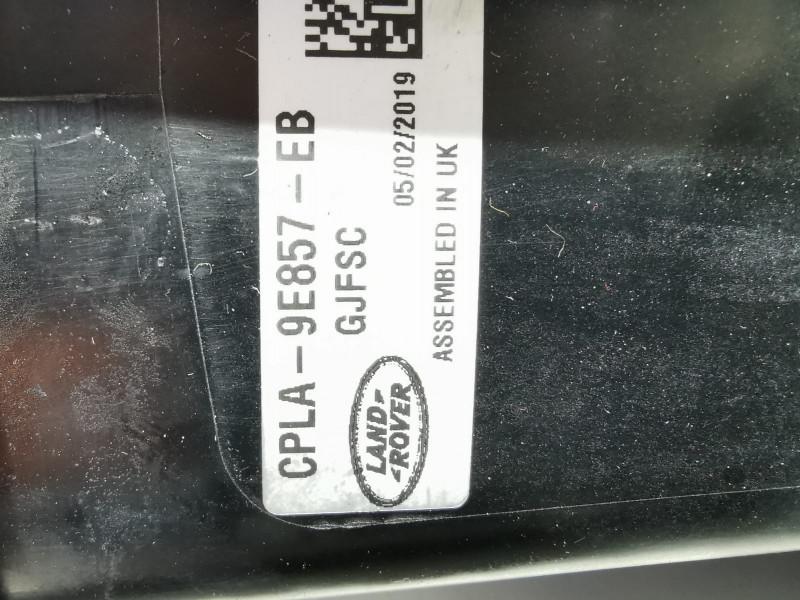 CPLA-9E857-EB
GJFSC
05/02/2019
LAND
ROVER
ASSEMBLED IN UK